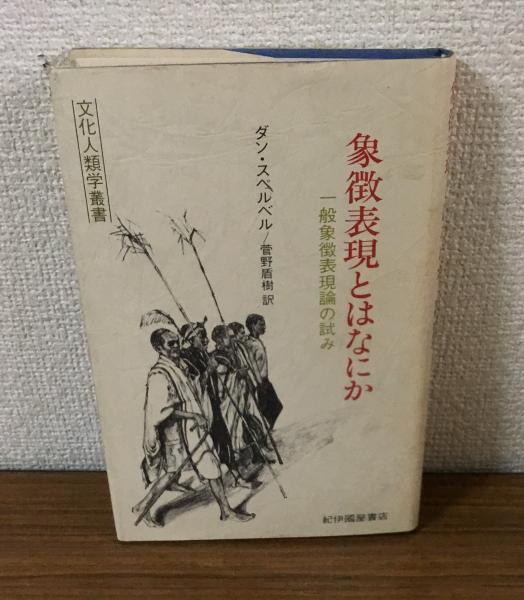 象徴表現とはなにか
一般象徴表現論の試み
ダン・スペルベル/菅野盾樹 訳
文化人類学叢書
紀伊國屋書店